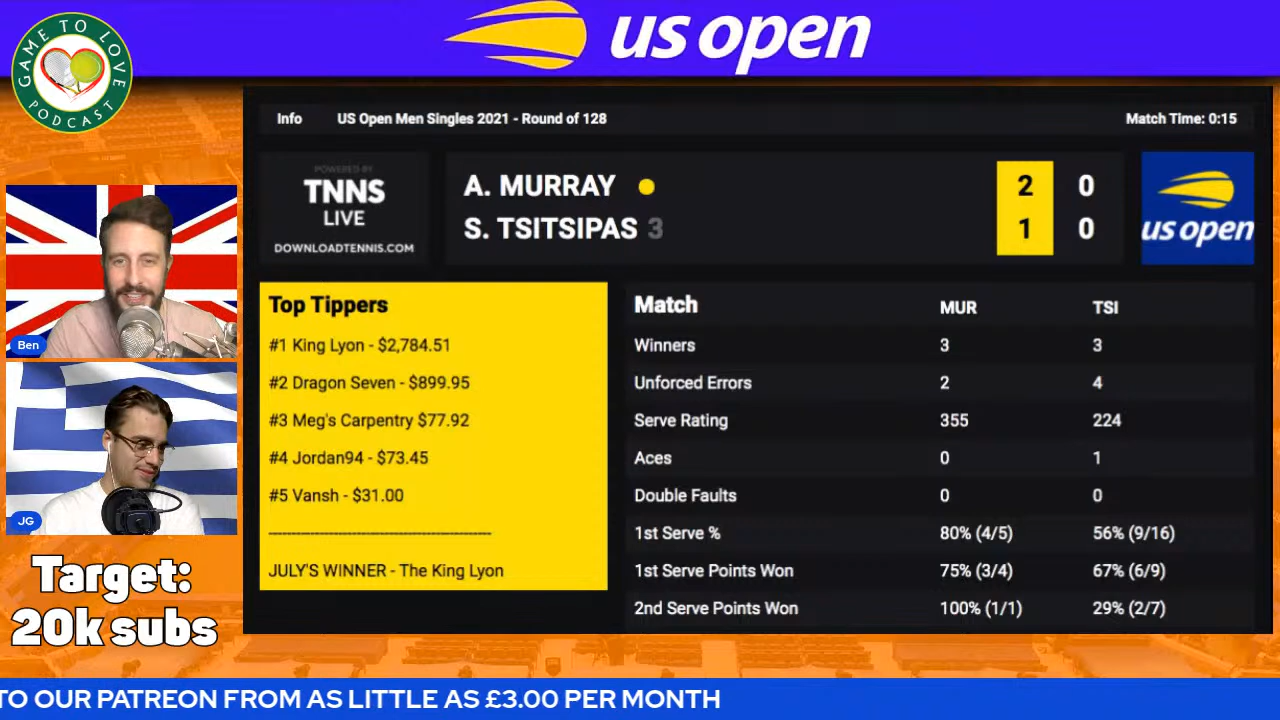 GAME TO LOVE
PODCAST
us open
Info US Open Men Singles 2021 - Round of 128 Match Time: 0:15
POWERED BY
TNNS
LIVE
DOWNLOADTENNIS.COM
A. MURRAY 2 0
S. TSITSIPAS 3 1 0
us open
Ben
JG
Target:
20k subs
Top Tippers
#1 King Lyon - $2,784.51
#2 Dragon Seven - $899.95
#3 Meg's Carpentry $77.92
#4 Jordan94 - $73.45
#5 Vansh - $31.00
--------------------------------------------------
JULY'S WINNER - The King Lyon
Match MUR TSI
Winners 3 3
Unforced Errors 2 4
Serve Rating 355 224
Aces 0 1
Double Faults 0 0
1st Serve % 80% (4/5) 56% (9/16)
1st Serve Points Won 75% (3/4) 67% (6/9)
2nd Serve Points Won 100% (1/1) 29% (2/7)
TO OUR PATREON FROM AS LITTLE AS £3.00 PER MONTH